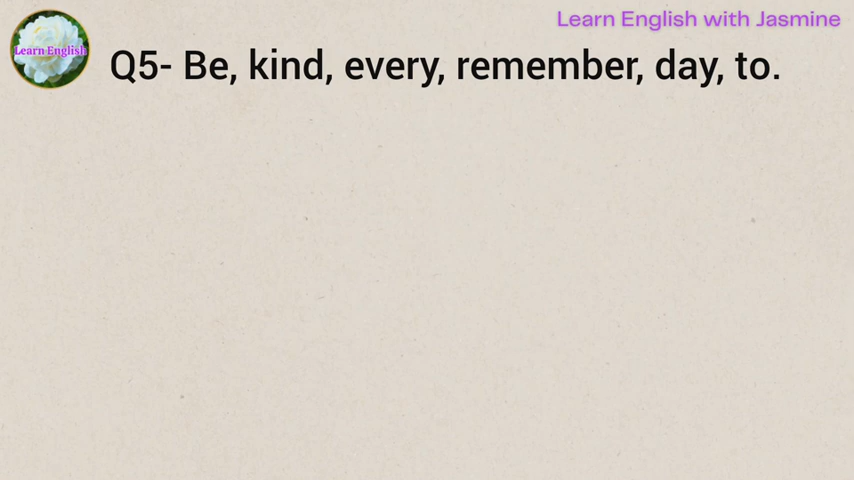 Learn English with Jasmine
Learn English
Q5- Be, kind, every, remember, day, to.